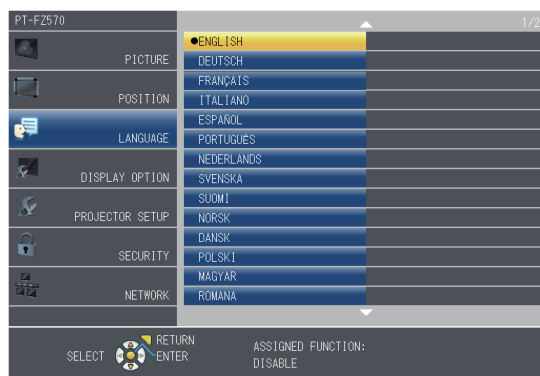 PT-FZ570
1/2
PICTURE
POSITION
LANGUAGE
DISPLAY OPTION
PROJECTOR SETUP
SECURITY
NETWORK
●ENGLISH
DEUTSCH
FRANÇAIS
ITALIANO
ESPAÑOL
PORTUGUÊS
NEDERLANDS
SVENSKA
SUOMI
NORSK
DANSK
POLSKI
MAGYAR
ROMANA
SELECT
RETURN
ENTER
ASSIGNED FUNCTION:
DISABLE